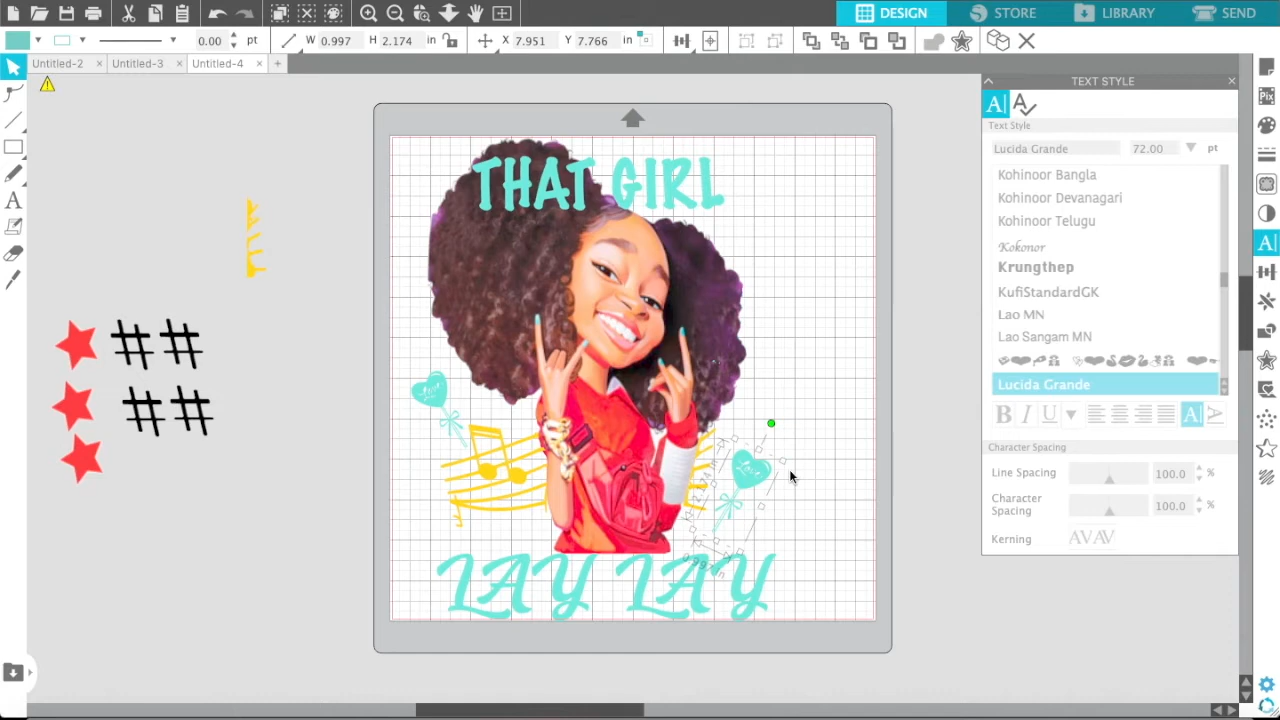 DESIGN STORE LIBRARY SEND
0.00 pt W 0.997 H 2.174 in X 7.951 Y 7.766 in
Untitled-2 × Untitled-3 × Untitled-4 × +
TEXT STYLE
Text Style
Lucida Grande 72.00 pt
Kohinoor Bangla
Kohinoor Devanagari
Kohinoor Telugu
Kokonor
Krungthep
KufiStandardGK
Lao MN
Lao Sangam MN
Lucida Grande
B I U
Character Spacing
Line Spacing 100.0 %
Character Spacing 100.0 %
Kerning AVAV
Pix
THAT GIRL
LAY LAY
# #
# #